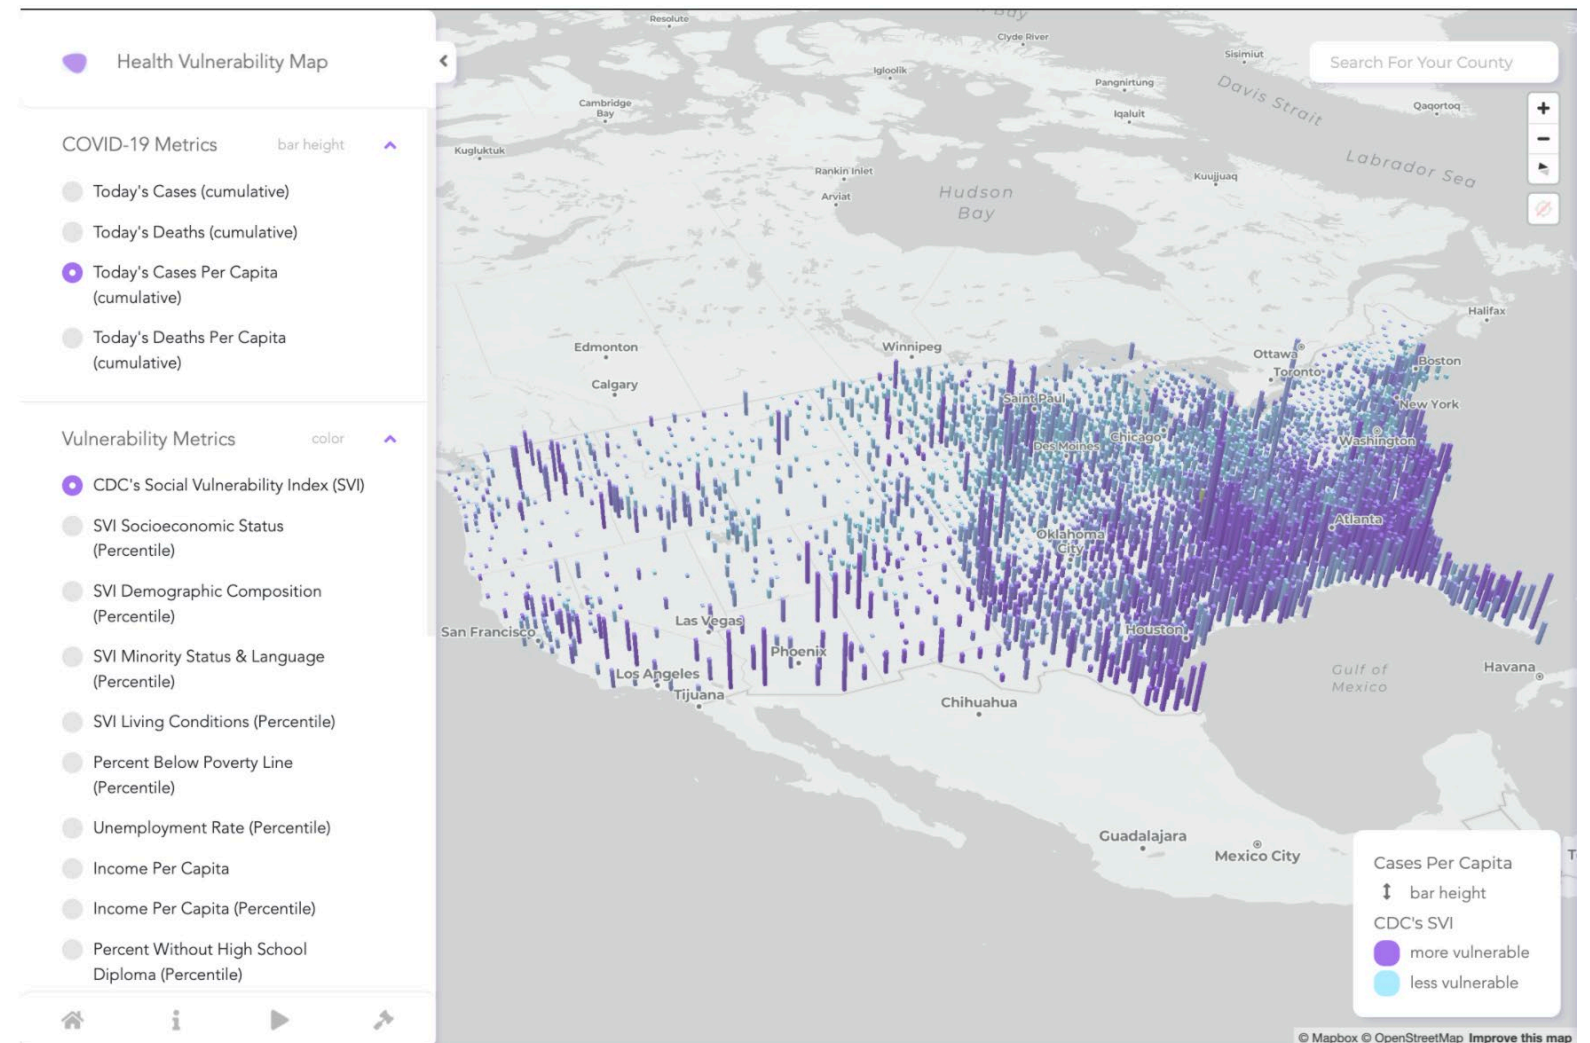 Health Vulnerability Map
COVID-19 Metrics
bar height
Today's Cases (cumulative)
Today's Deaths (cumulative)
Today's Cases Per Capita
(cumulative)
Today's Deaths Per Capita
(cumulative)
Vulnerability Metrics
color
CDC's Social Vulnerability Index (SVI)
SVI Socioeconomic Status
(Percentile)
SVI Demographic Composition
(Percentile)
SVI Minority Status & Language
(Percentile)
SVI Living Conditions (Percentile)
Percent Below Poverty Line
(Percentile)
Unemployment Rate (Percentile)
Income Per Capita
Income Per Capita (Percentile)
Percent Without High School
Diploma (Percentile)
Search For Your County
Resolute
Clyde River
Bay
Sisimiut
Igloolik
Pangnirtung
Davis Strait
Cambridge
Bay
Iqaluit
Qaqortoq
Kugluktuk
Labrador Sea
Rankin Inlet
Kuujjuaq
Arviat
Hudson
Bay
Halifax
Edmonton
Winnipeg
Ottawa
Boston
Toronto
Calgary
Saint Paul
New York
Des Moines
Chicago
Washington
Atlanta
Oklahoma
City
Las Vegas
San Francisco
Houston
Phoenix
Los Angeles
Gulf of
Mexico
Havana
Tijuana
Chihuahua
Guadalajara
Mexico City
Cases Per Capita
bar height
CDC's SVI
more vulnerable
less vulnerable
© Mapbox © OpenStreetMap Improve this map